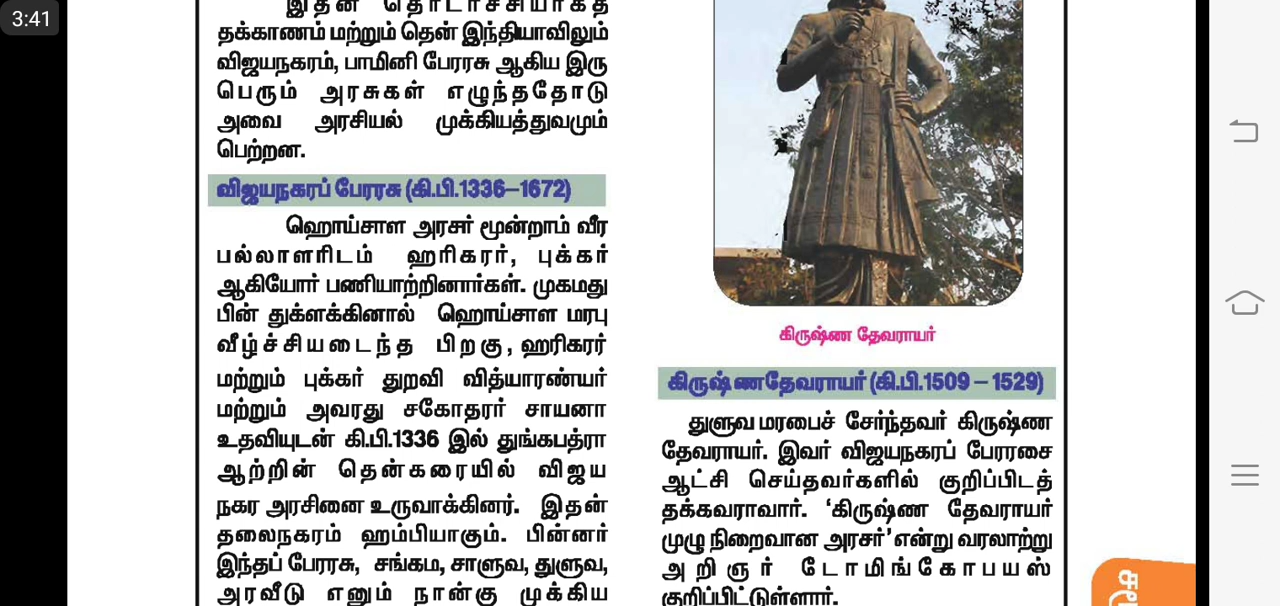 3:41
இதன் தொடர்ச்சியாகத்
தக்காணம் மற்றும் தென் இந்தியாவிலும்
விஜயநகரம், பாமினி பேரரசு ஆகிய இரு
பெரும் அரசுகள் எழுந்ததோடு
அவை அரசியல் முக்கியத்துவமும்
பெற்றன.
விஜயநகரப் பேரரசு (கி.பி.1336–1672)
ஹொய்சாள அரசர் மூன்றாம் வீர
பல்லாளரிடம் ஹரிகரர், புக்கர்
ஆகியோர் பணியாற்றினார்கள். முகமது
பின் துக்ளக்கினால் ஹொய்சாள மரபு
வீழ்ச்சியடைந்த பிறகு, ஹரிகரர்
மற்றும் புக்கர் துறவி வித்யாரண்யர்
மற்றும் அவரது சகோதரர் சாயனா
உதவியுடன் கி.பி.1336 இல் துங்கபத்ரா
ஆற்றின் தென்கரையில் விஜய
நகர அரசினை உருவாக்கினர். இதன்
தலைநகரம் ஹம்பியாகும். பின்னர்
இந்தப் பேரரசு, சங்கம, சாளுவ, துளுவ,
அரவீடு எனும் நான்கு முக்கிய
கிருஷ்ண தேவராயர்
கிருஷ்ணதேவராயர் (கி.பி.1509 – 1529)
துளுவ மரபைச் சேர்ந்தவர் கிருஷ்ண
தேவராயர். இவர் விஜயநகரப் பேரரசை
ஆட்சி செய்தவர்களில் குறிப்பிடத்
தக்கவராவார். ‘கிருஷ்ண தேவராயர்
முழு நிறைவான அரசர்’ என்று வரலாற்று
அறிஞர் டோமிங்கோபயஸ்
குறிப்பிட்டுள்ளார்.